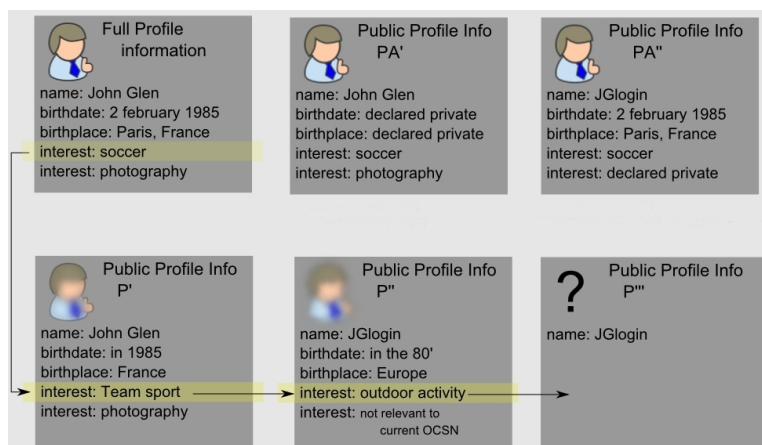 Full Profile
information
name: John Glen
birthdate: 2 february 1985
birthplace: Paris, France
interest: soccer
interest: photography
Public Profile Info
PA'
name: John Glen
birthdate: declared private
birthplace: declared private
interest: soccer
interest: photography
Public Profile Info
PA"
name: JGlogin
birthdate: 2 february 1985
birthplace: Paris, France
interest: soccer
interest: declared private
Public Profile Info
P'
name: John Glen
birthdate: in 1985
birthplace: France
interest: Team sport
interest: photography
Public Profile Info
P"
name: JGlogin
birthdate: in the 80'
birthplace: Europe
interest: outdoor activity
interest: not relevant to
current OCSN
?
Public Profile Info
P'"
name: JGlogin